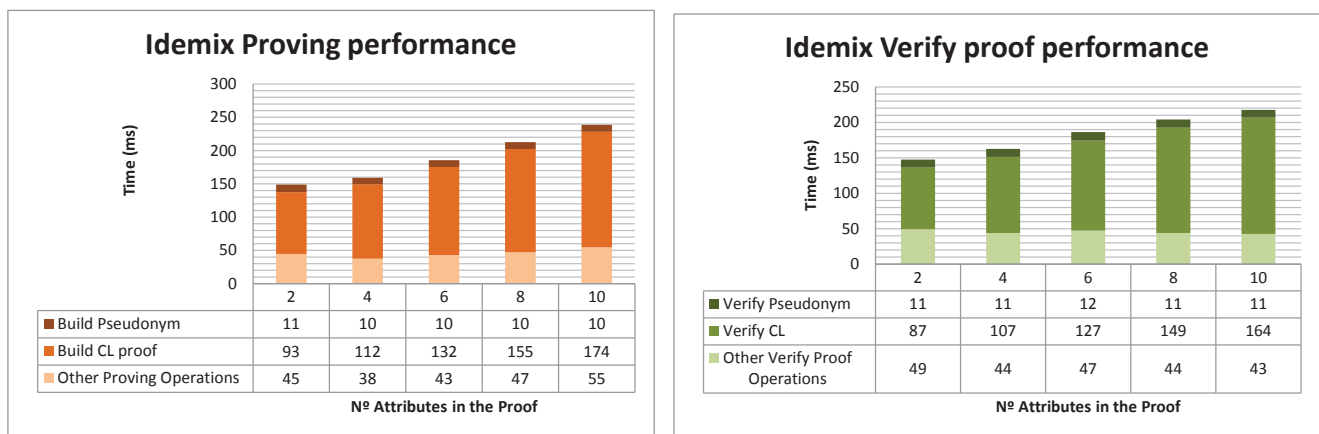 Idemix Proving performance
Time (ms)
300
250
200
150
100
50
0
2 4 6 8 10
Build Pseudonym 11 10 10 10 10
Build CL proof 93 112 132 155 174
Other Proving Operations 45 38 43 47 55
Nº Attributes in the Proof
Idemix Verify proof performance
Time (ms)
250
200
150
100
50
0
2 4 6 8 10
Verify Pseudonym 11 11 12 11 11
Verify CL 87 107 127 149 164
Other Verify Proof
Operations 49 44 47 44 43
Nº Attributes in the Proof